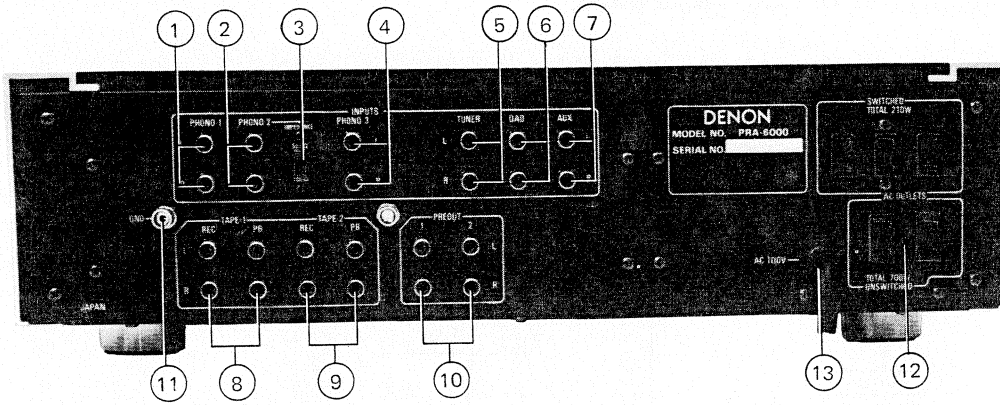 1 2 3 4 5 6 7
INPUTS
PHONO 1 PHONO 2 PHONO 3 TUNER DAD AUX
L
R
DENON
MODEL NO. PRA-6000
SERIAL NO.
SWITCHED
TOTAL 210W
AC OUTLETS
TOTAL 700W
UNSWITCHED
AC 100V
GND
TAPE 1 TAPE 2 PREOUT
REC PB REC PB 1 2
L
R R
JAPAN
11 8 9 10 13 12